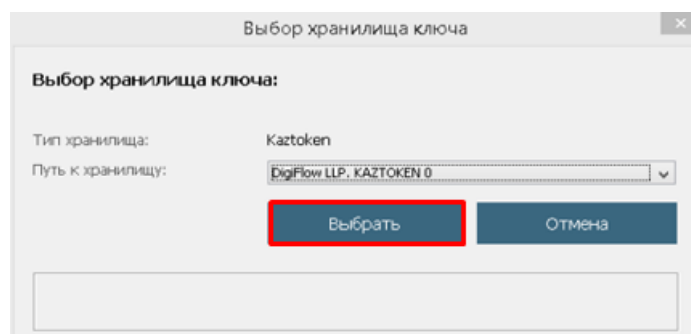 Выбор хранилища ключа
Выбор хранилища ключа:
Тип хранилища: Kaztoken
Путь к хранилищу: DigiFlow LLP. KAZTOKEN 0
Выбрать Отмена